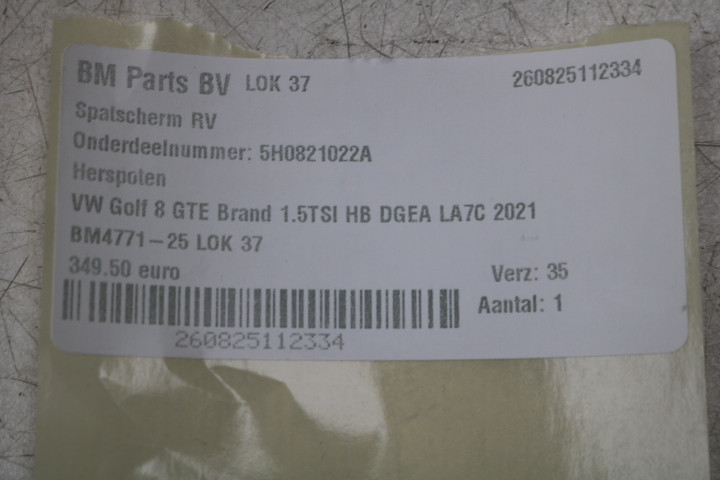 BM Parts BV LOK 37 260825112334
Spatscherm RV
Onderdeelnummer: 5H0821022A
Herspoten
VW Golf 8 GTE Brand 1.5TSI HB DGEA LA7C 2021
BM4771-25 LOK 37
349.50 euro Verz: 35
Aantal: 1
260825112334